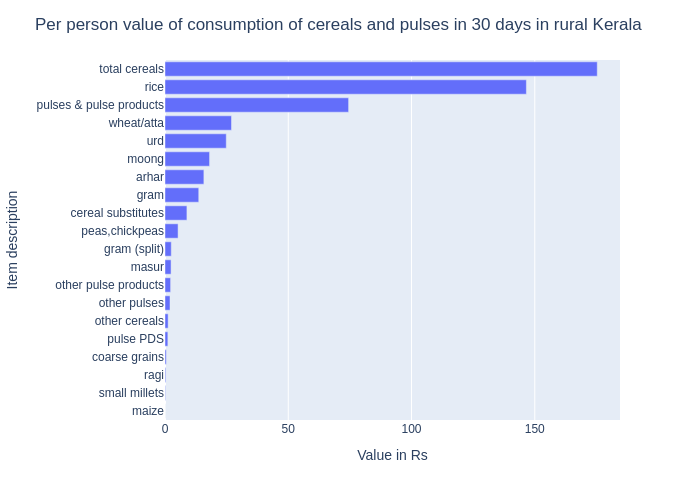 Per person value of consumption of cereals and pulses in 30 days in rural Kerala
Item description
total cereals
rice
pulses & pulse products
wheat/atta
urd
moong
arhar
gram
cereal substitutes
peas,chickpeas
gram (split)
masur
other pulse products
other pulses
other cereals
pulse PDS
coarse grains
ragi
small millets
maize
0 50 100 150
Value in Rs